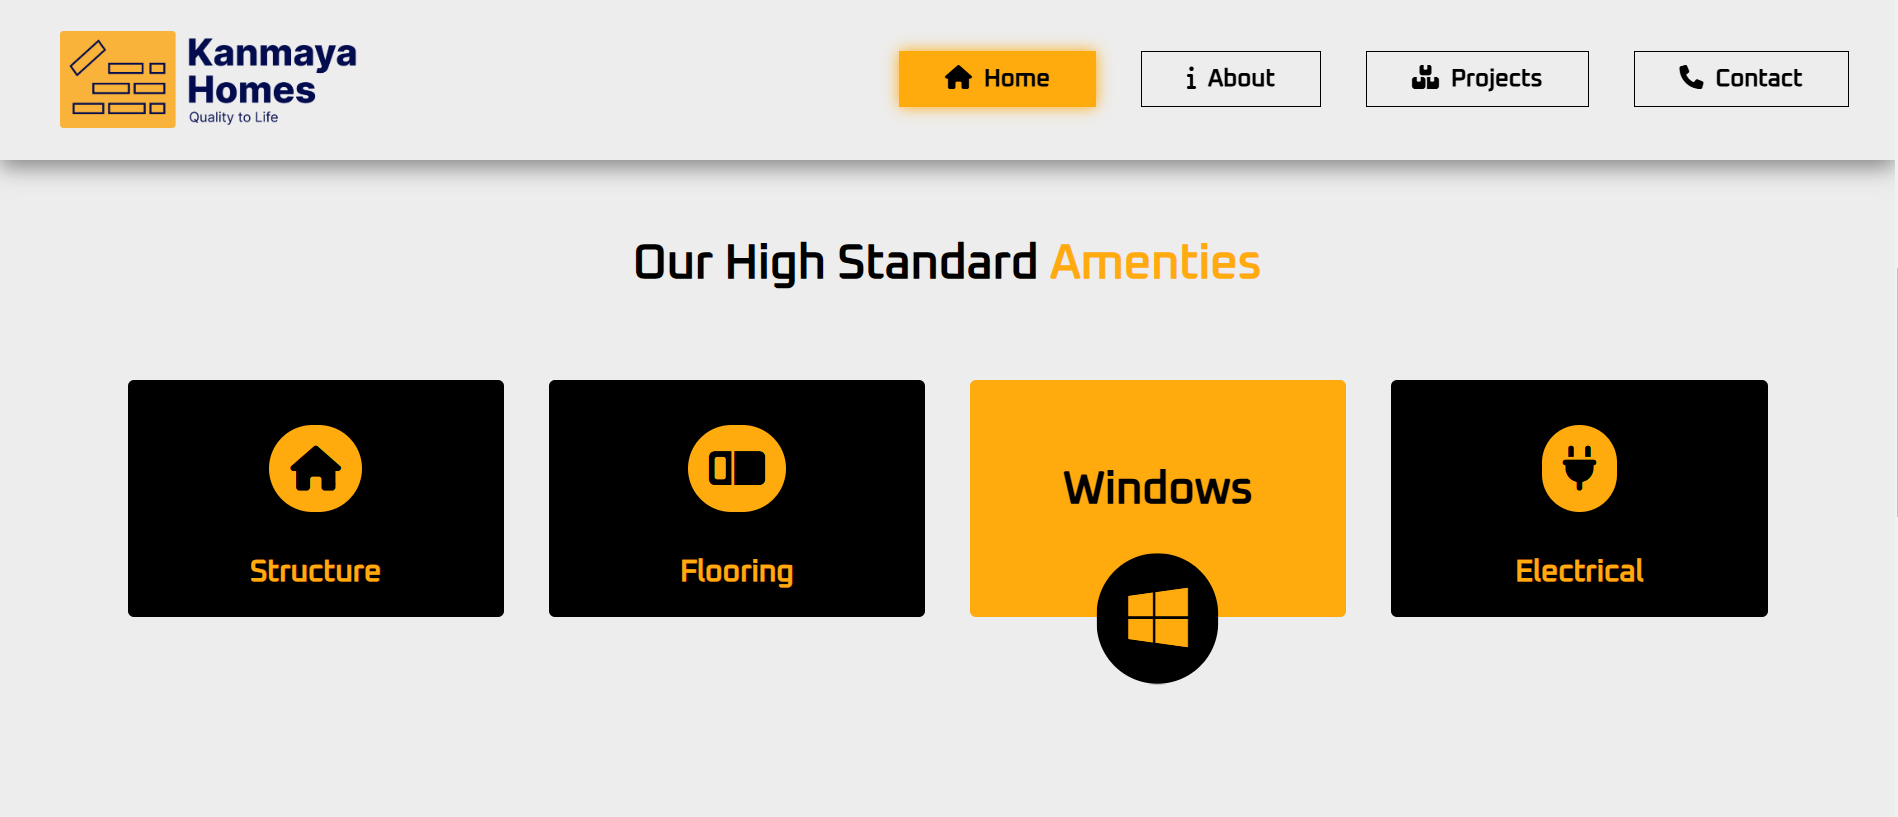 Kanmaya
Homes
Quality to Life
Home
About
Projects
Contact
Our High Standard Amenties
Structure
Flooring
Windows
Electrical